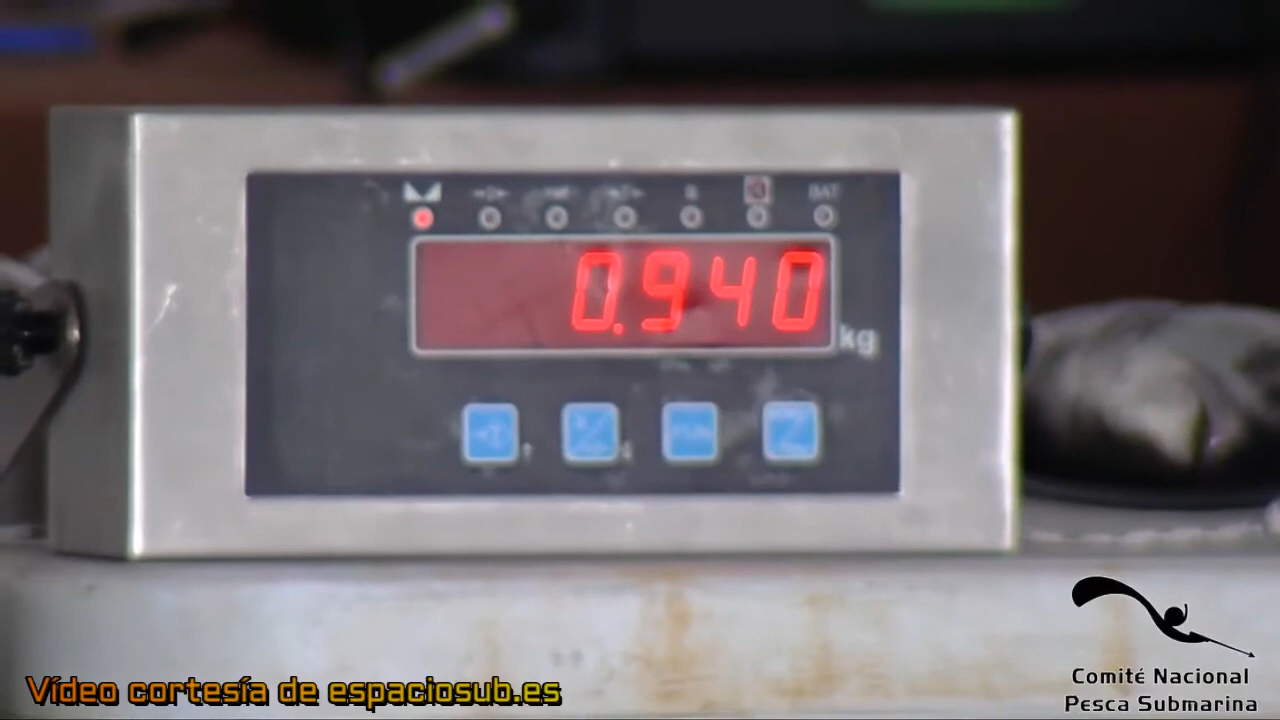 BAT
0.940
kg
Vídeo cortesía de espaciosub.es
Comité Nacional
Pesca Submarina